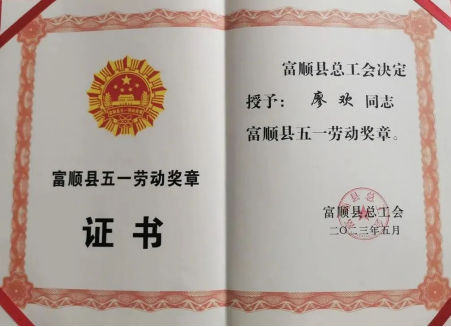 富顺县五一劳动奖章
证书
富顺县总工会决定
授予：廖欢同志
富顺县五一劳动奖章。
富顺县总工会
二〇二三年五月